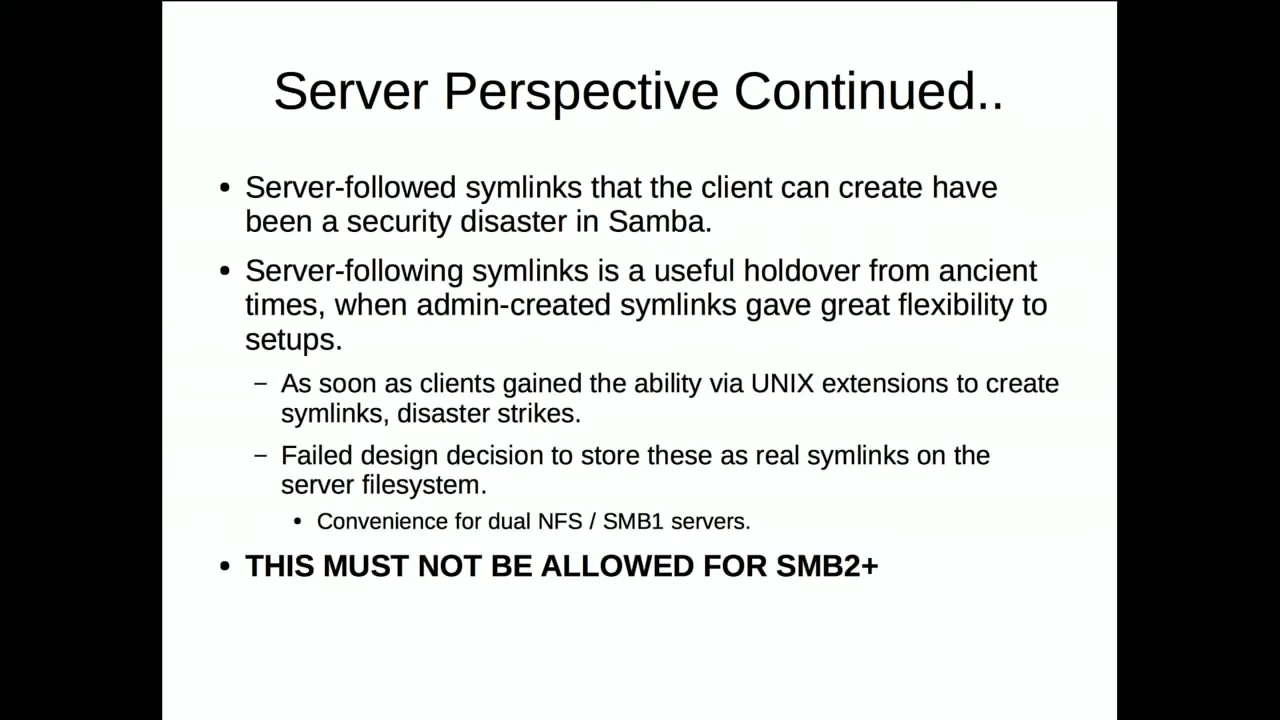 Server Perspective Continued..
• Server-followed symlinks that the client can create have
been a security disaster in Samba.
• Server-following symlinks is a useful holdover from ancient
times, when admin-created symlinks gave great flexibility to
setups.
– As soon as clients gained the ability via UNIX extensions to create
symlinks, disaster strikes.
– Failed design decision to store these as real symlinks on the
server filesystem.
• Convenience for dual NFS / SMB1 servers.
• THIS MUST NOT BE ALLOWED FOR SMB2+